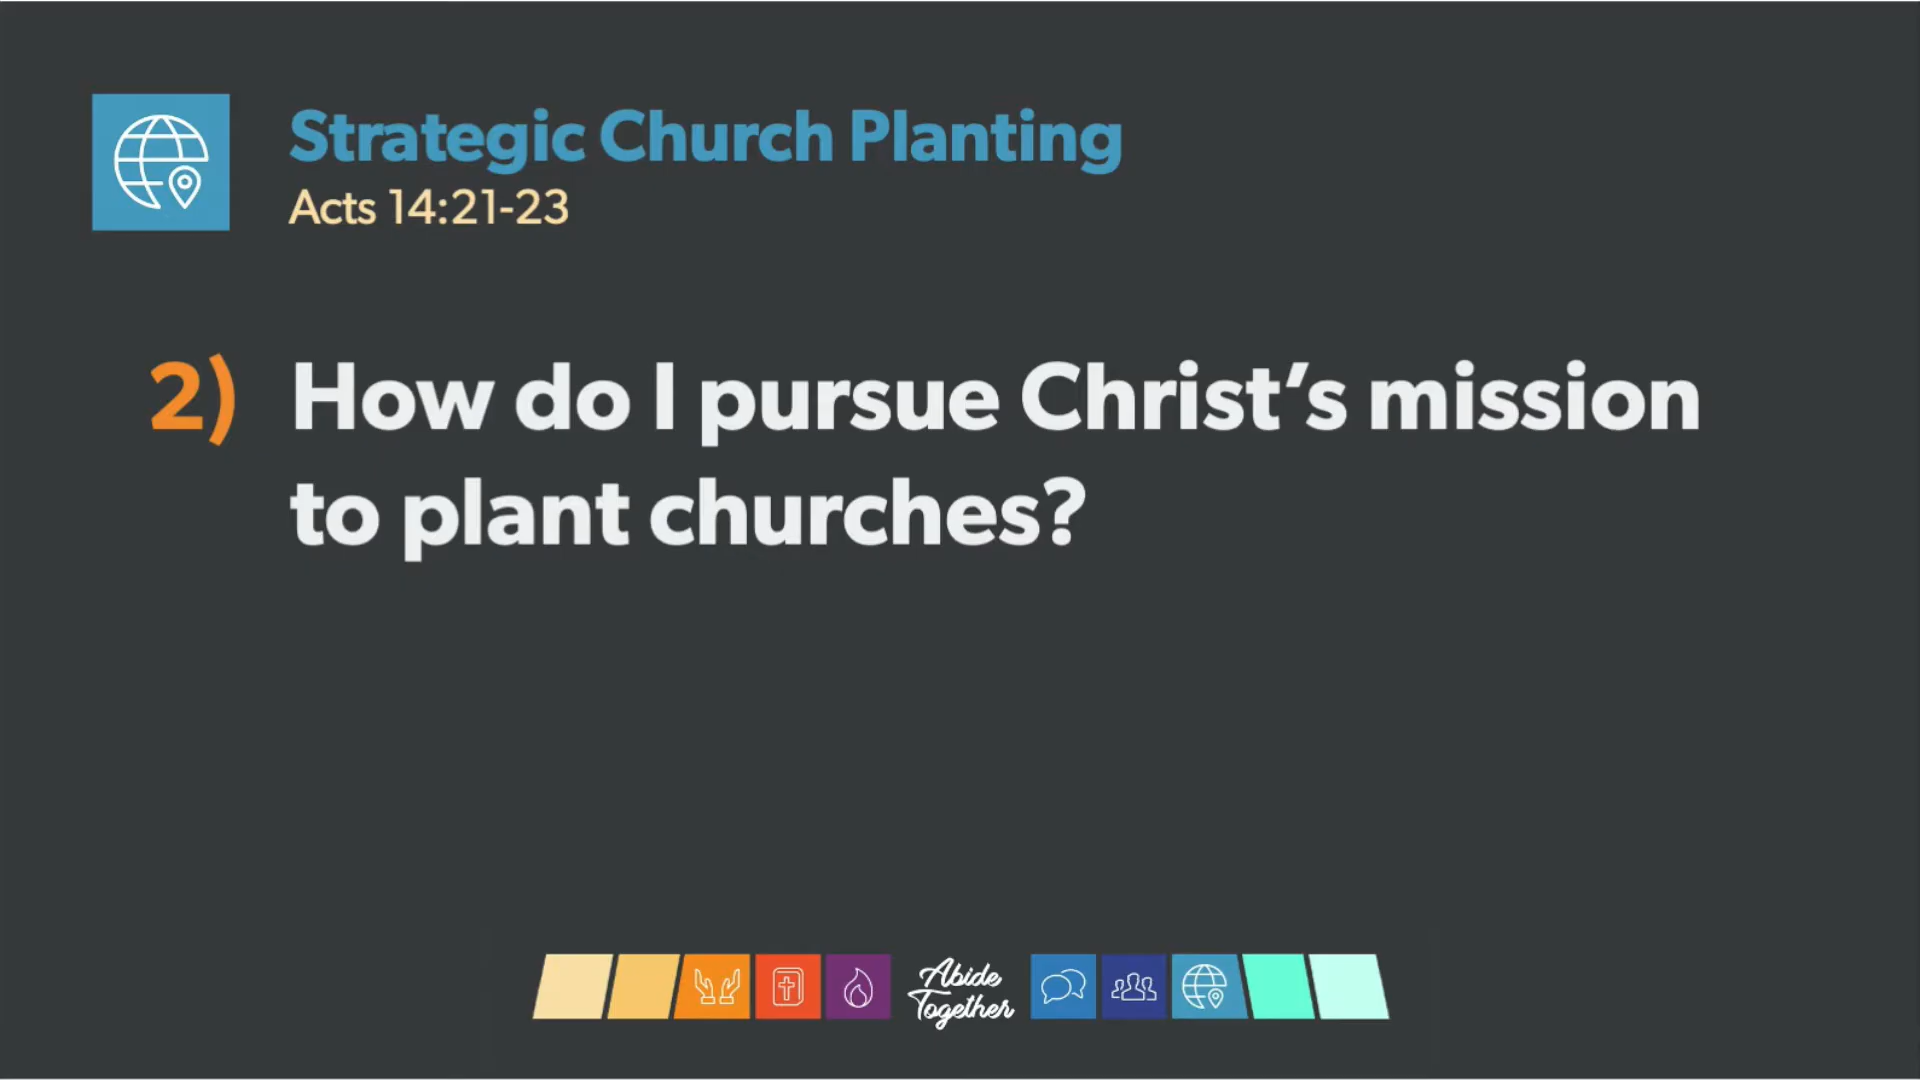 Strategic Church Planting
Acts 14:21-23
2) How do I pursue Christ’s mission
to plant churches?
Abide
Together